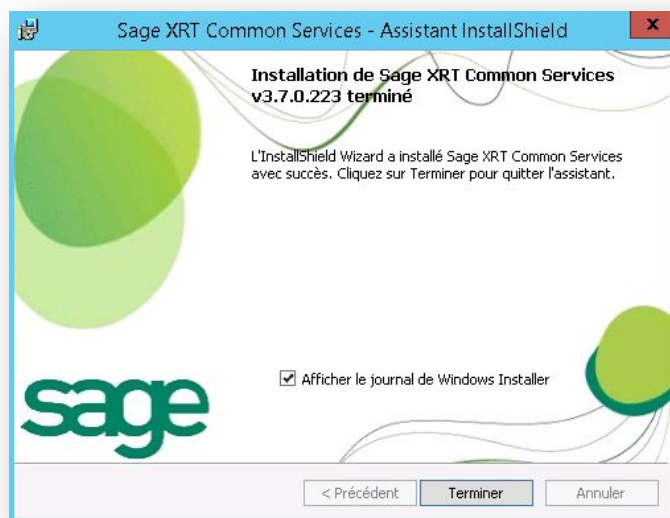 Sage XRT Common Services - Assistant InstallShield
x
Installation de Sage XRT Common Services
v3.7.0.223 terminé
L'InstallShield Wizard a installé Sage XRT Common Services
avec succès. Cliquez sur Terminer pour quitter l'assistant.
Afficher le journal de Windows Installer
sage
< Précédent Terminer Annuler